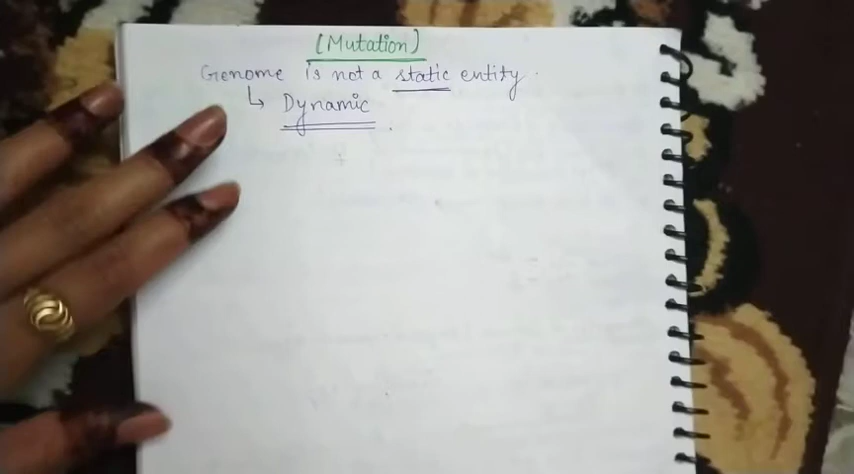 (Mutation)
Genome is not a static entity.
↳ Dynamic.